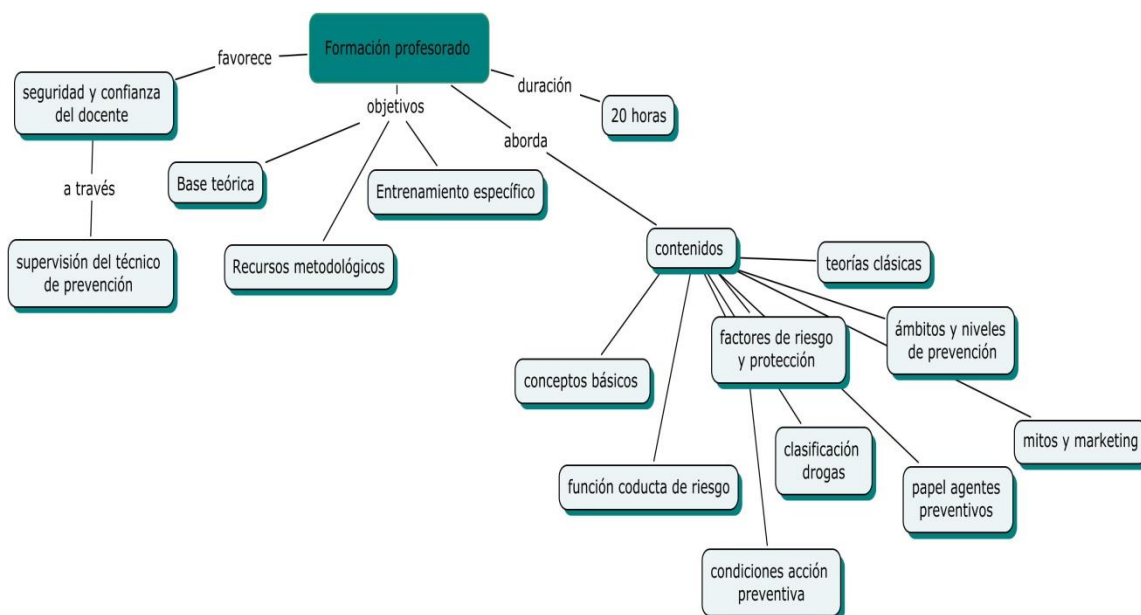 Formación profesorado
favorece
duración
seguridad y confianza
del docente
objetivos
20 horas
aborda
a través
Base teórica
Entrenamiento específico
supervisión del técnico
de prevención
Recursos metodológicos
contenidos
teorías clásicas
factores de riesgo
y protección
ámbitos y niveles
de prevención
conceptos básicos
mitos y marketing
clasificación
drogas
función coducta de riesgo
papel agentes
preventivos
condiciones acción
preventiva